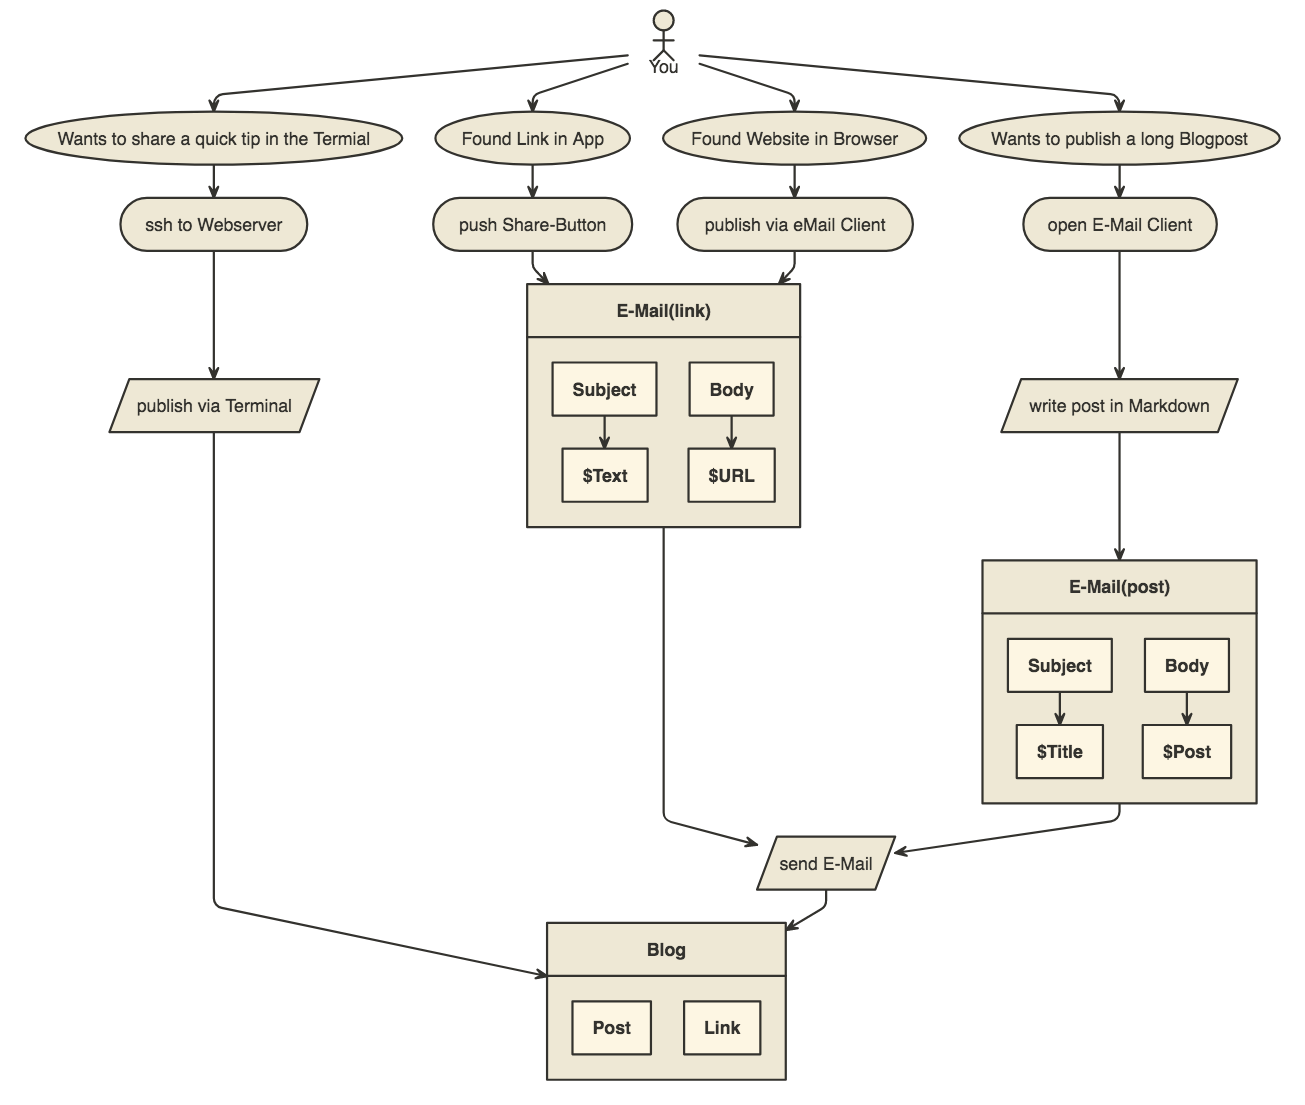 You
Wants to share a quick tip in the Termial
Found Link in App
Found Website in Browser
Wants to publish a long Blogpost
ssh to Webserver
push Share-Button
publish via eMail Client
open E-Mail Client
E-Mail(link)
Subject
Body
publish via Terminal
write post in Markdown
$Text
$URL
E-Mail(post)
Subject
Body
$Title
$Post
send E-Mail
Blog
Post
Link